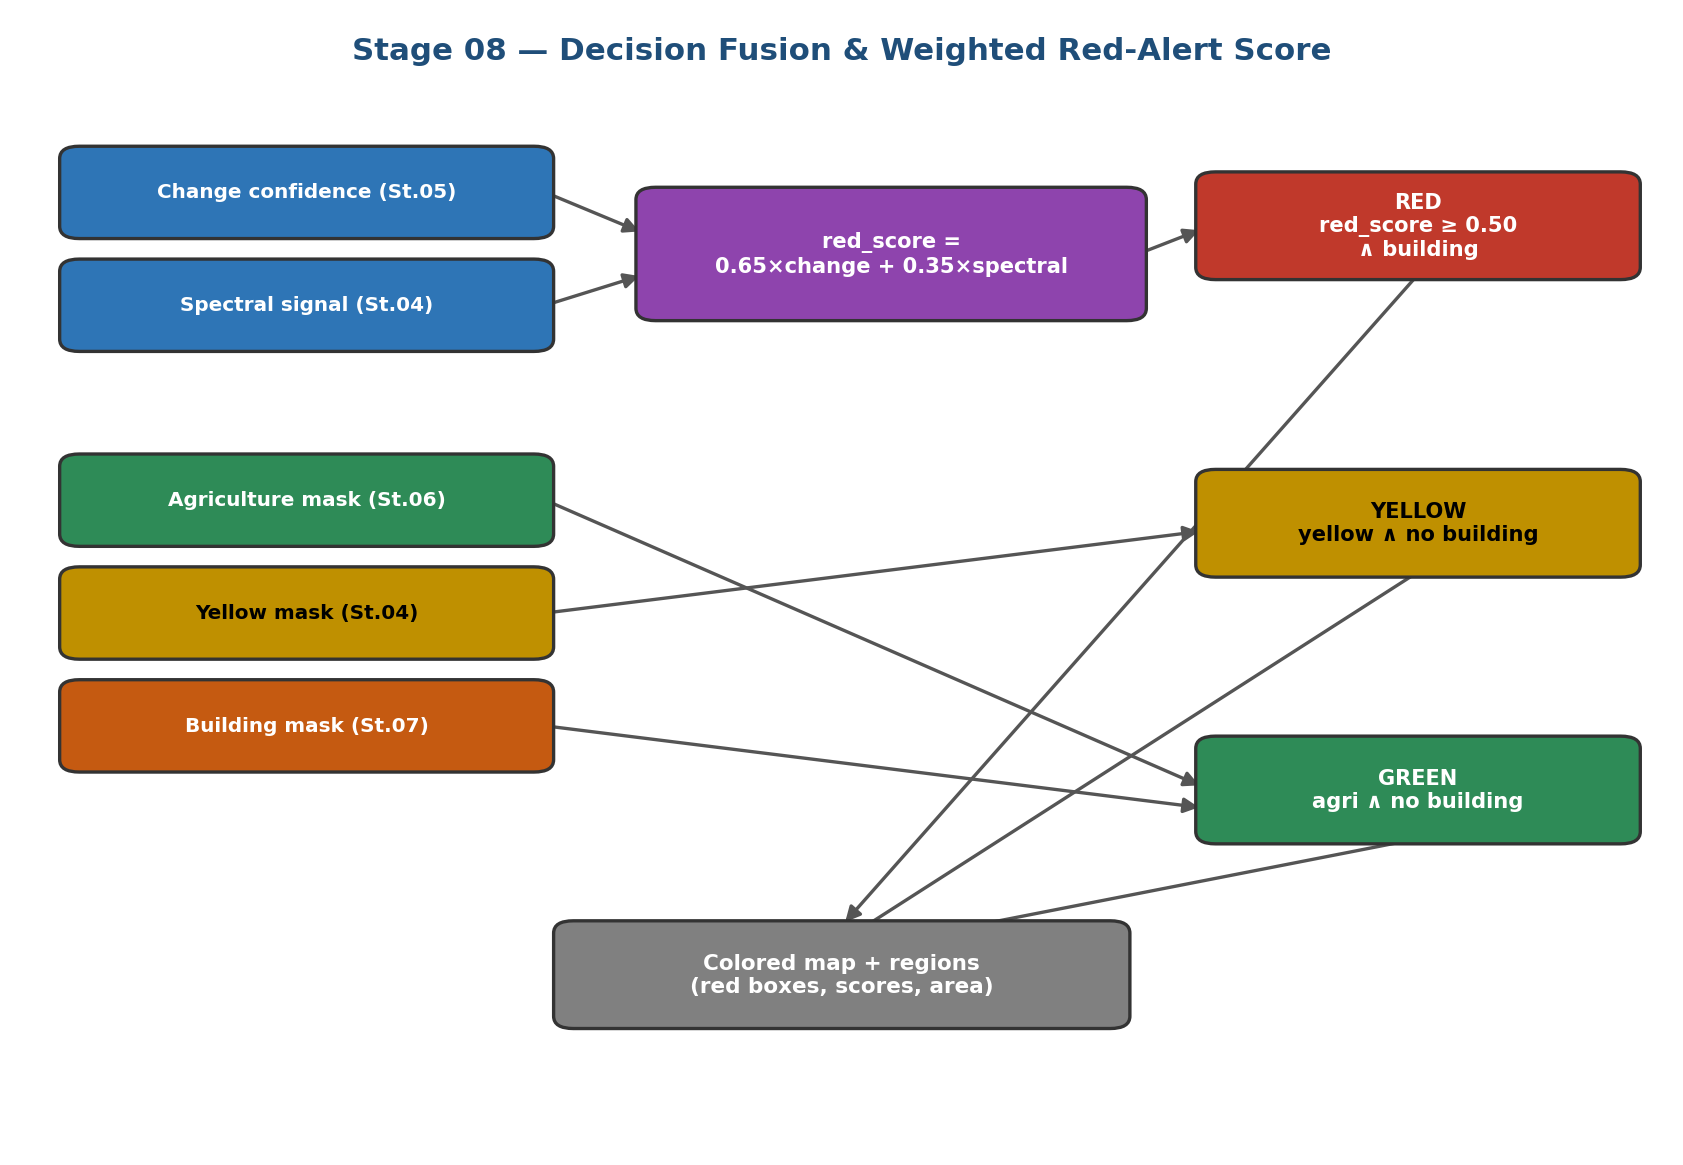 Stage 08 — Decision Fusion & Weighted Red-Alert Score
Change confidence (St.05)
Spectral signal (St.04)
red_score =
0.65×change + 0.35×spectral
RED
red_score ≥ 0.50
∧ building
Agriculture mask (St.06)
Yellow mask (St.04)
Building mask (St.07)
YELLOW
yellow ∧ no building
GREEN
agri ∧ no building
Colored map + regions
(red boxes, scores, area)